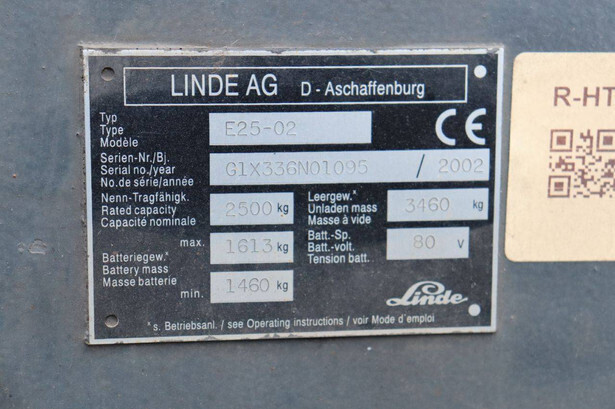 LINDE AG D - Aschaffenburg
Typ
Type
Modèle
E25-02
CE
Serien-Nr./Bj.
Serial no./year
No.de série/année
G1X336N01095 / 2002
Nenn-Tragfähigk.
Rated capacity
Capacité nominale
2500 kg
Leergew.*
Unladen mass
Masse à vide
3460 kg
Batteriegew.*
Battery mass
Masse batterie
max. 1613 kg
min. 1460 kg
Batt.-Sp.
Batt.-volt.
Tension batt.
80 V
Linde
*s. Betriebsanl. / see Operating instructions / voir Mode d'emploi
R-HT